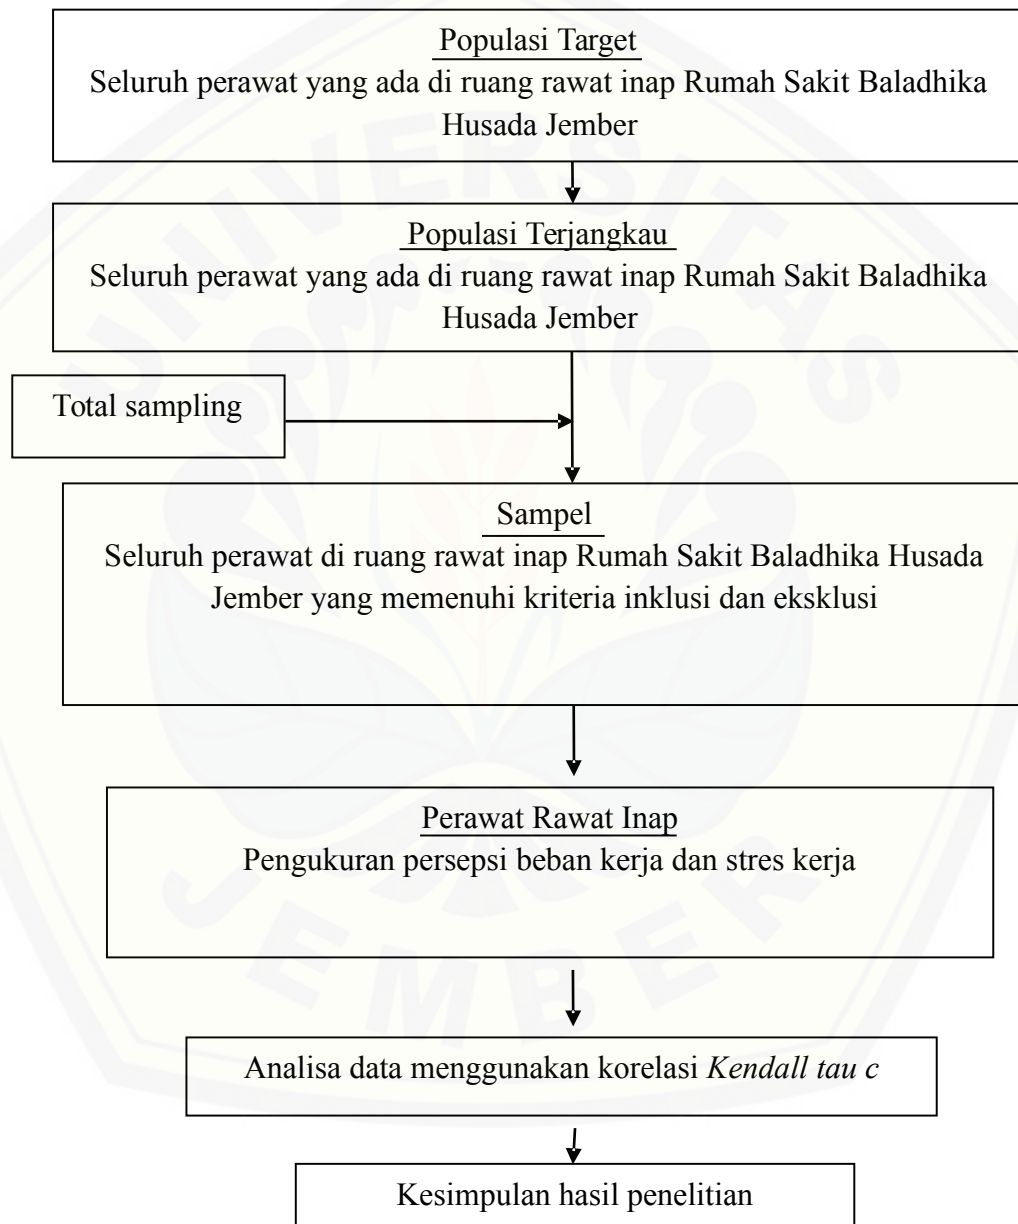 Populasi Target
Seluruh perawat yang ada di ruang rawat inap Rumah Sakit Baladhika
Husada Jember
Populasi Terjangkau
Seluruh perawat yang ada di ruang rawat inap Rumah Sakit Baladhika
Husada Jember
Total sampling
Sampel
Seluruh perawat di ruang rawat inap Rumah Sakit Baladhika Husada
Jember yang memenuhi kriteria inklusi dan eksklusi
Perawat Rawat Inap
Pengukuran persepsi beban kerja dan stres kerja
Analisa data menggunakan korelasi Kendall tau c
Kesimpulan hasil penelitian
UNIVERSITAS
JEMBER